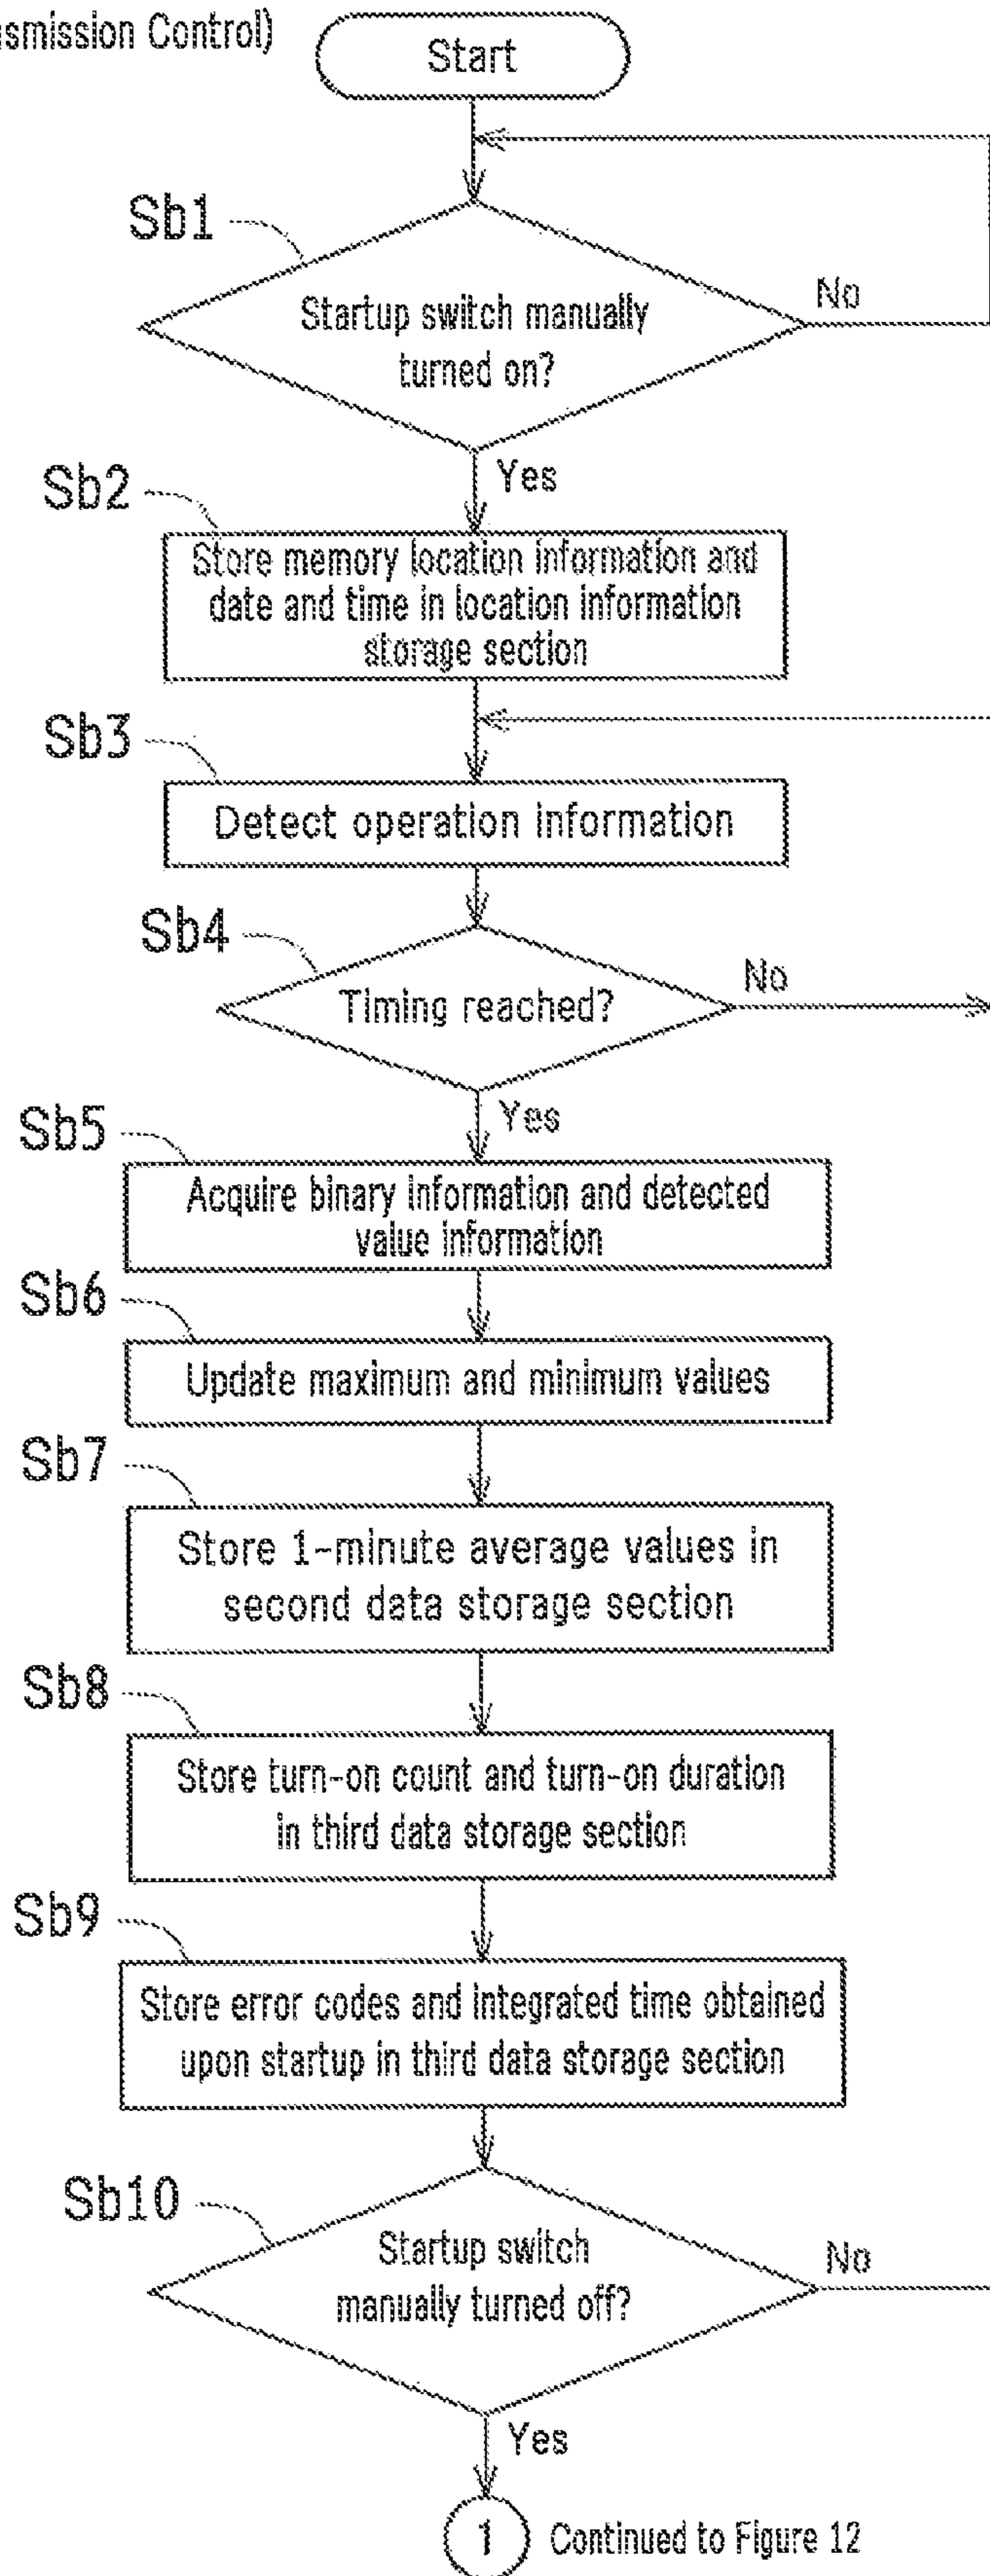 nsmission Control)
Start
Sb1
Startup switch manually
turned on?
No
Yes
Sb2
Store memory location information and
date and time in location information
storage section
Sb3
Detect operation information
Sb4
Timing reached?
No
Yes
Sb5
Acquire binary information and detected
value information
Sb6
Update maximum and minimum values
Sb7
Store 1-minute average values in
second data storage section
Sb8
Store turn-on count and turn-on duration
in third data storage section
Sb9
Store error codes and integrated time obtained
upon startup in third data storage section
Sb10
Startup switch
manually turned off?
No
Yes
1 Continued to Figure 12